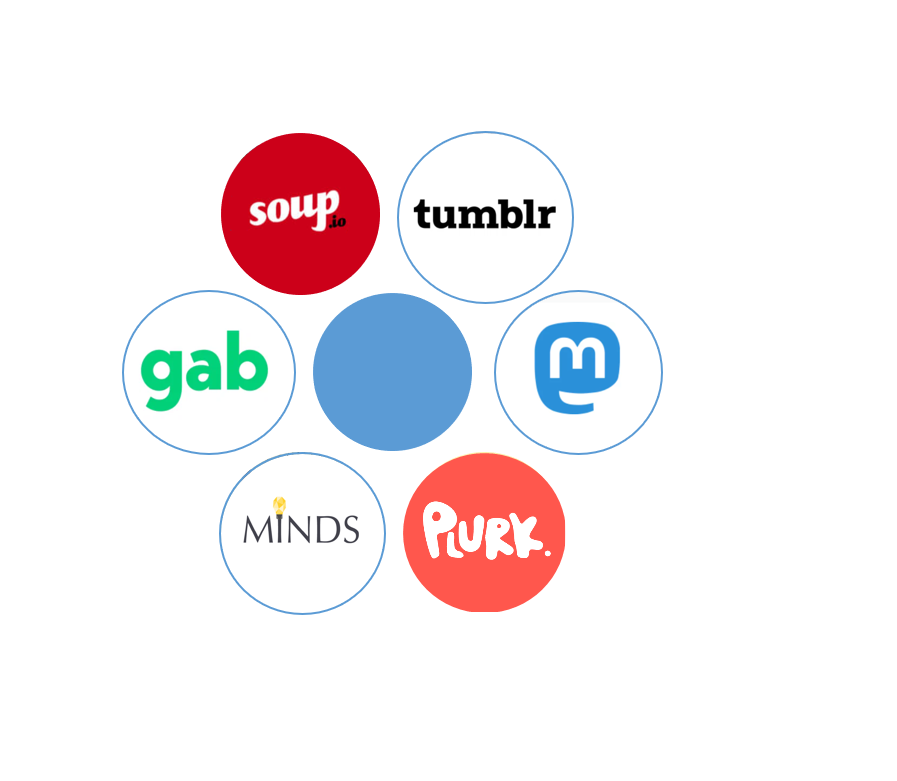 soup.io
tumblr
gab
m
MINDS
PLURK.